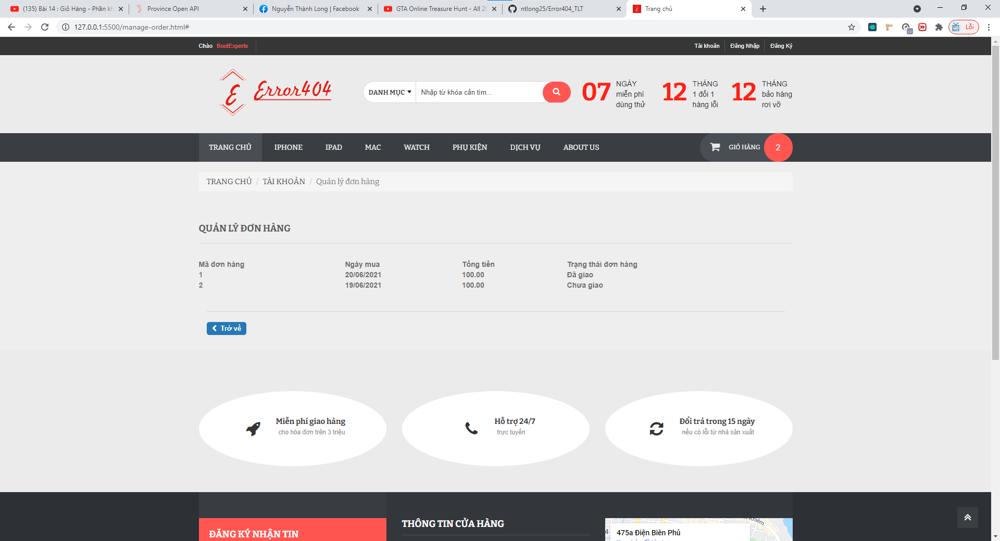 (135) Bài 14 : Giỏ Hàng - Phần kh
Province Open API
Nguyễn Thành Long | Facebook
GTA Online Treasure Hunt - All 20
ntlong25/Error404_TLT
Trang chủ
127.0.0.1:5500/manage-order.html#
Lỗi
Chào BootExperts
Tài khoản Đăng Nhập Đăng Ký
E Error404
DANH MỤC
Nhập từ khóa cần tìm...
07 NGÀY
miễn phí
dùng thử
12 THÁNG
1 đổi 1
hàng lỗi
12 THÁNG
bảo hàng
rơi vỡ
TRANG CHỦ IPHONE IPAD MAC WATCH PHỤ KIỆN DỊCH VỤ ABOUT US GIỎ HÀNG 2
TRANG CHỦ / TÀI KHOẢN / Quản lý đơn hàng
QUẢN LÝ ĐƠN HÀNG
Mã đơn hàng Ngày mua Tổng tiền Trạng thái đơn hàng
1 20/06/2021 100.00 Đã giao
2 19/06/2021 100.00 Chưa giao
Trở về
Miễn phí giao hàng
cho hóa đơn trên 3 triệu
Hỗ trợ 24/7
trực tuyến
Đổi trả trong 15 ngày
nếu có lỗi từ nhà sản xuất
ĐĂNG KÝ NHẬN TIN
THÔNG TIN CỬA HÀNG
475a Điện Biên Phủ